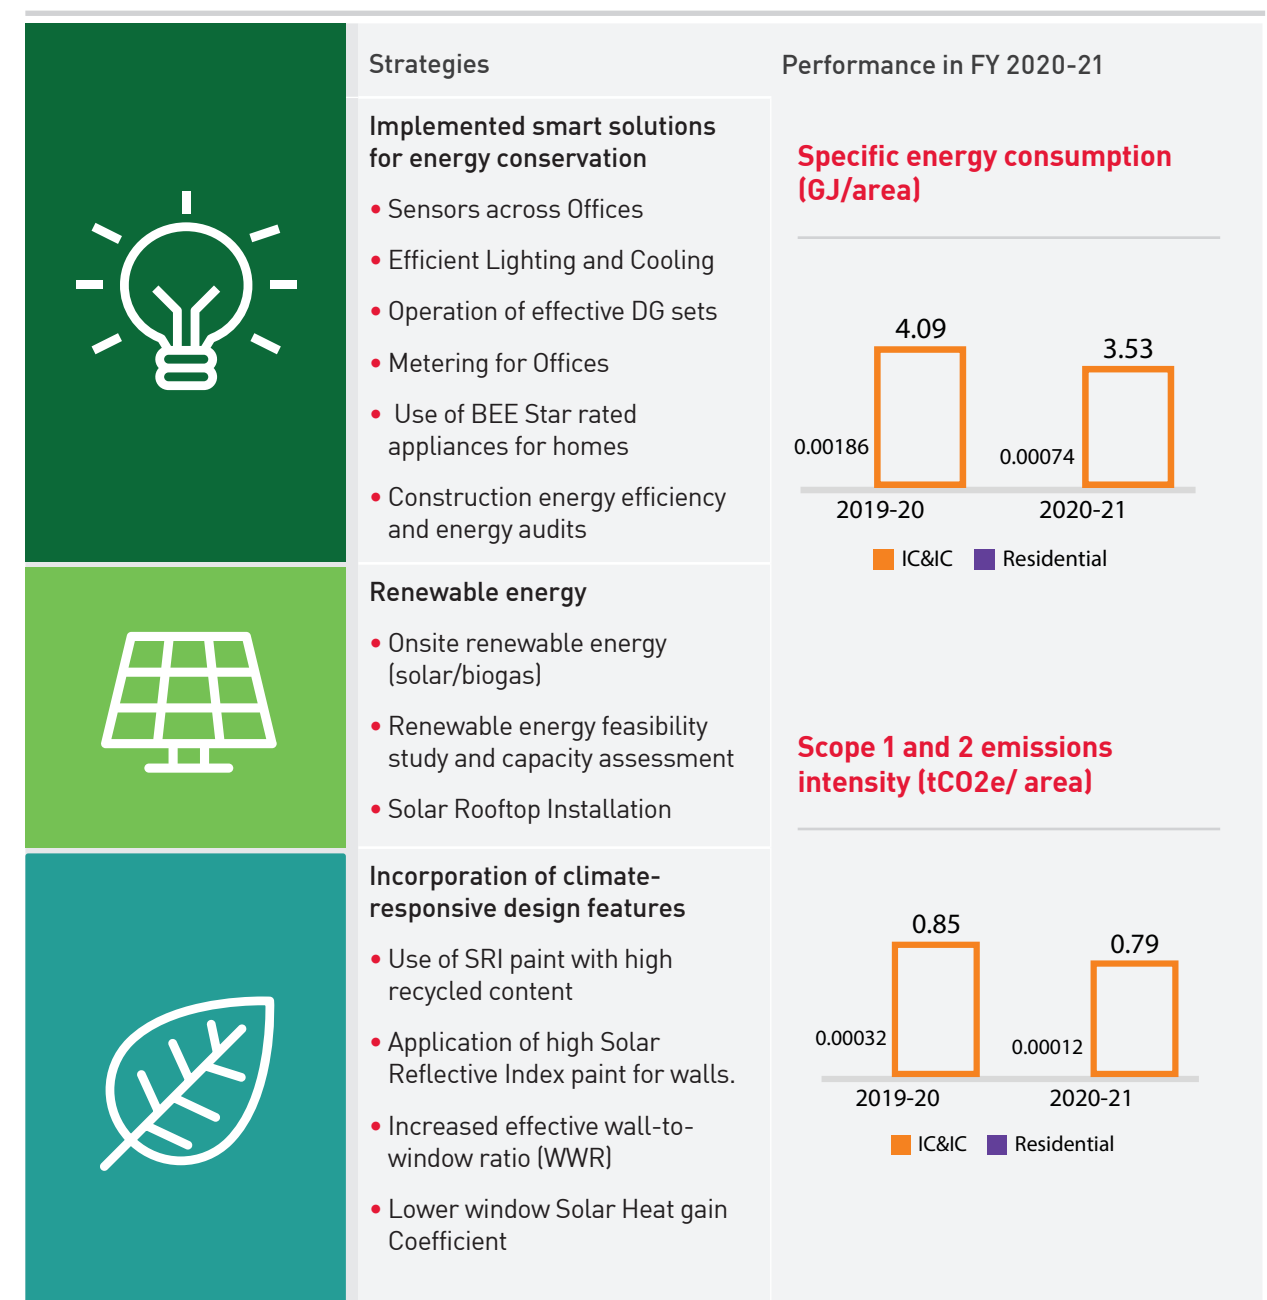 Strategies
Implemented smart solutions
for energy conservation
• Sensors across Offices
• Efficient Lighting and Cooling
• Operation of effective DG sets
• Metering for Offices
• Use of BEE Star rated
appliances for homes
• Construction energy efficiency
and energy audits
Renewable energy
• Onsite renewable energy
(solar/biogas)
• Renewable energy feasibility
study and capacity assessment
• Solar Rooftop Installation
Incorporation of climate-
responsive design features
• Use of SRI paint with high
recycled content
• Application of high Solar
Reflective Index paint for walls.
• Increased effective wall-to-
window ratio (WWR)
• Lower window Solar Heat gain
Coefficient
Performance in FY 2020-21
Specific energy consumption
(GJ/area)
4.09
3.53
0.00186
0.00074
2019-20 2020-21
IC&IC Residential
Scope 1 and 2 emissions
intensity (tCO2e/ area)
0.85
0.79
0.00032
0.00012
2019-20 2020-21
IC&IC Residential